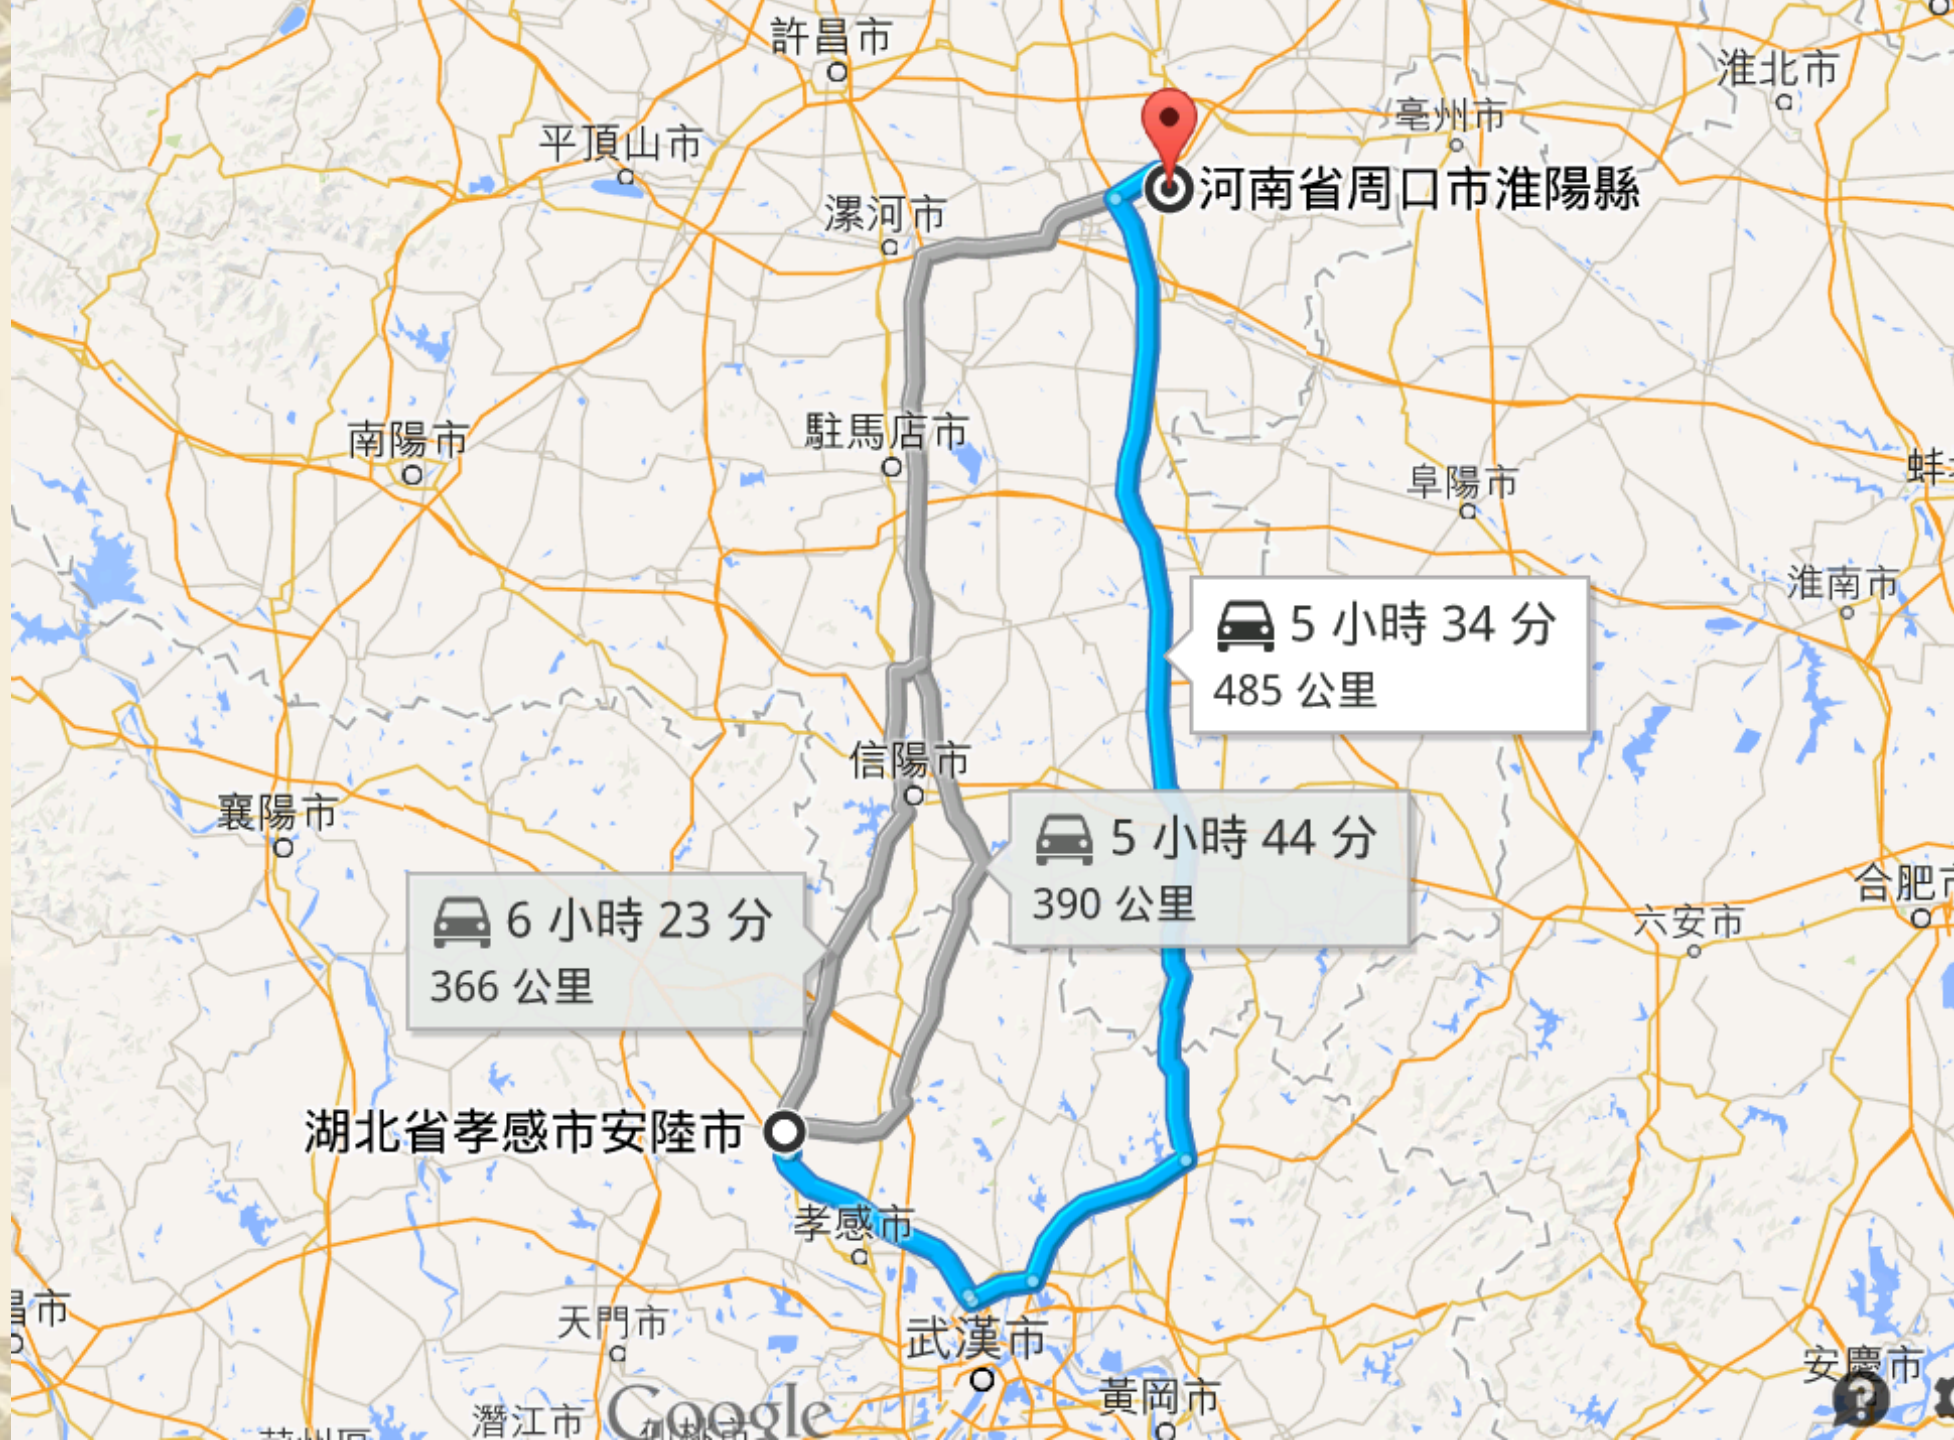 許昌市
淮北市
亳州市
平頂山市
河南省周口市淮陽縣
漯河市
駐馬店市
南陽市
阜陽市
淮南市
5 小時 34 分
485 公里
信陽市
襄陽市
5 小時 44 分
390 公里
合肥市
6 小時 23 分
366 公里
六安市
湖北省孝感市安陸市
孝感市
天門市
武漢市
安慶市
黃岡市
潛江市
Google